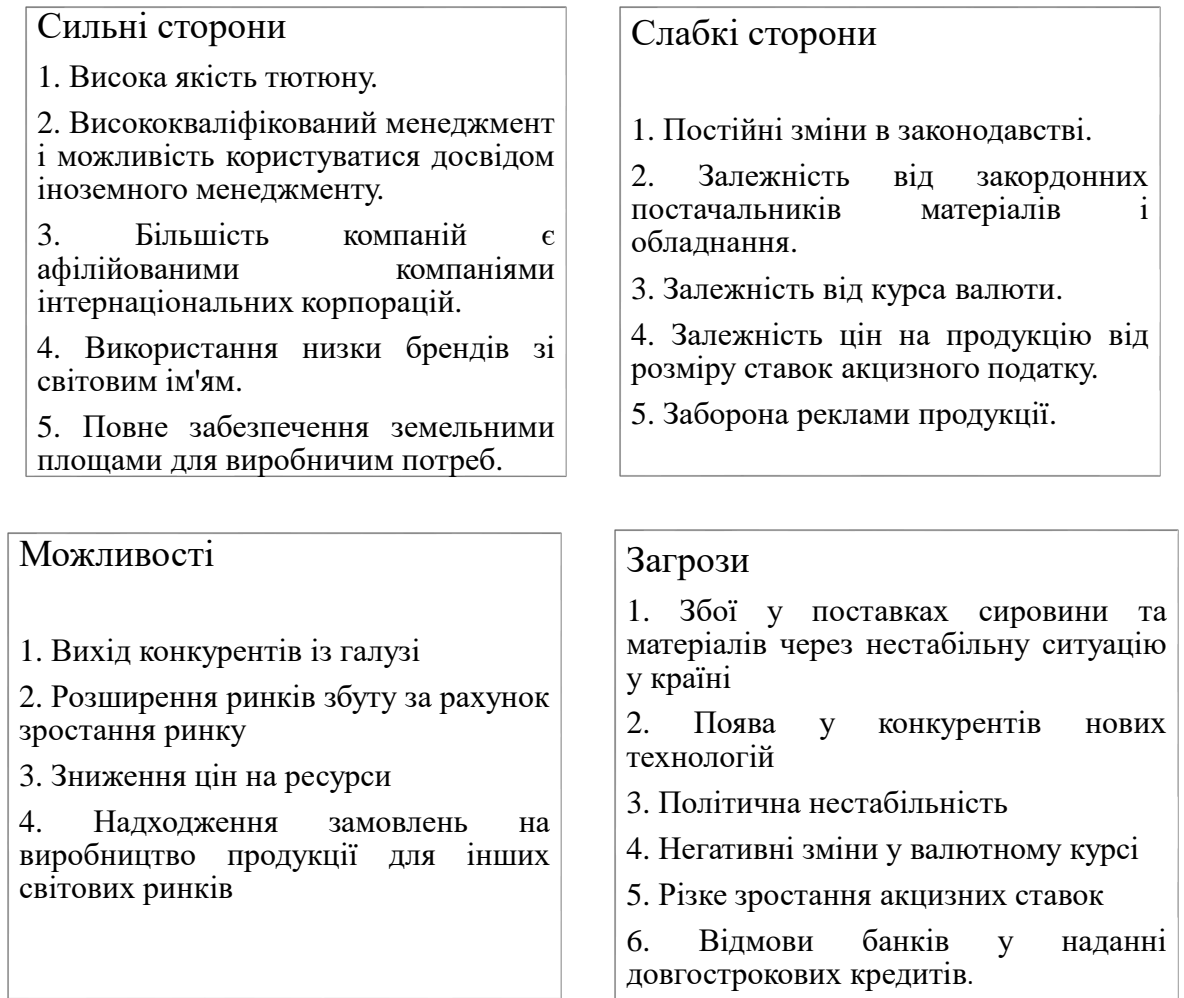 Сильні сторони
1. Висока якість тютюну.
2. Висококваліфікований менеджмент
і можливість користуватися досвідом
іноземного менеджменту.
3. Більшість компаній є
афілійованими компаніями
інтернаціональних корпорацій.
4. Використання низки брендів зі
світовим ім'ям.
5. Повне забезпечення земельними
площами для виробничим потреб.
Слабкі сторони
1. Постійні зміни в законодавстві.
2. Залежність від закордонних
постачальників матеріалів і
обладнання.
3. Залежність від курса валюти.
4. Залежність цін на продукцію від
розміру ставок акцизного податку.
5. Заборона реклами продукції.
Можливості
1. Вихід конкурентів із галузі
2. Розширення ринків збуту за рахунок
зростання ринку
3. Зниження цін на ресурси
4. Надходження замовлень на
виробництво продукції для інших
світових ринків
Загрози
1. Збої у поставках сировини та
матеріалів через нестабільну ситуацію
у країні
2. Поява у конкурентів нових
технологій
3. Політична нестабільність
4. Негативні зміни у валютному курсі
5. Різке зростання акцизних ставок
6. Відмови банків у наданні
довгострокових кредитів.